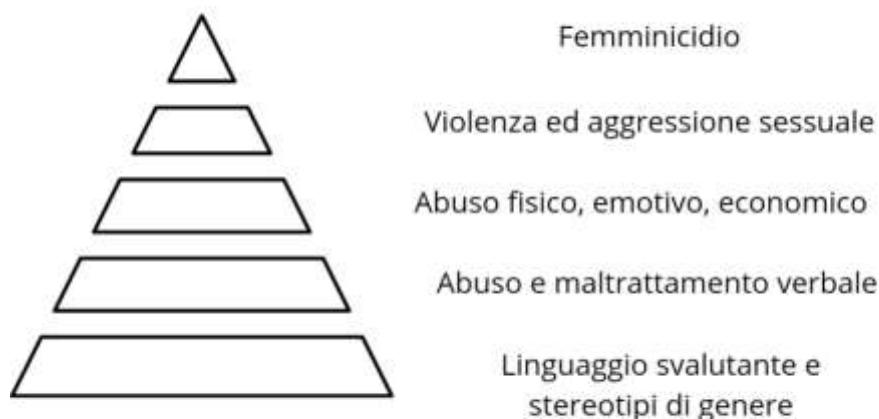 Femminicidio
Violenza ed aggressione sessuale
Abuso fisico, emotivo, economico
Abuso e maltrattamento verbale
Linguaggio svalutante e
stereotipi di genere